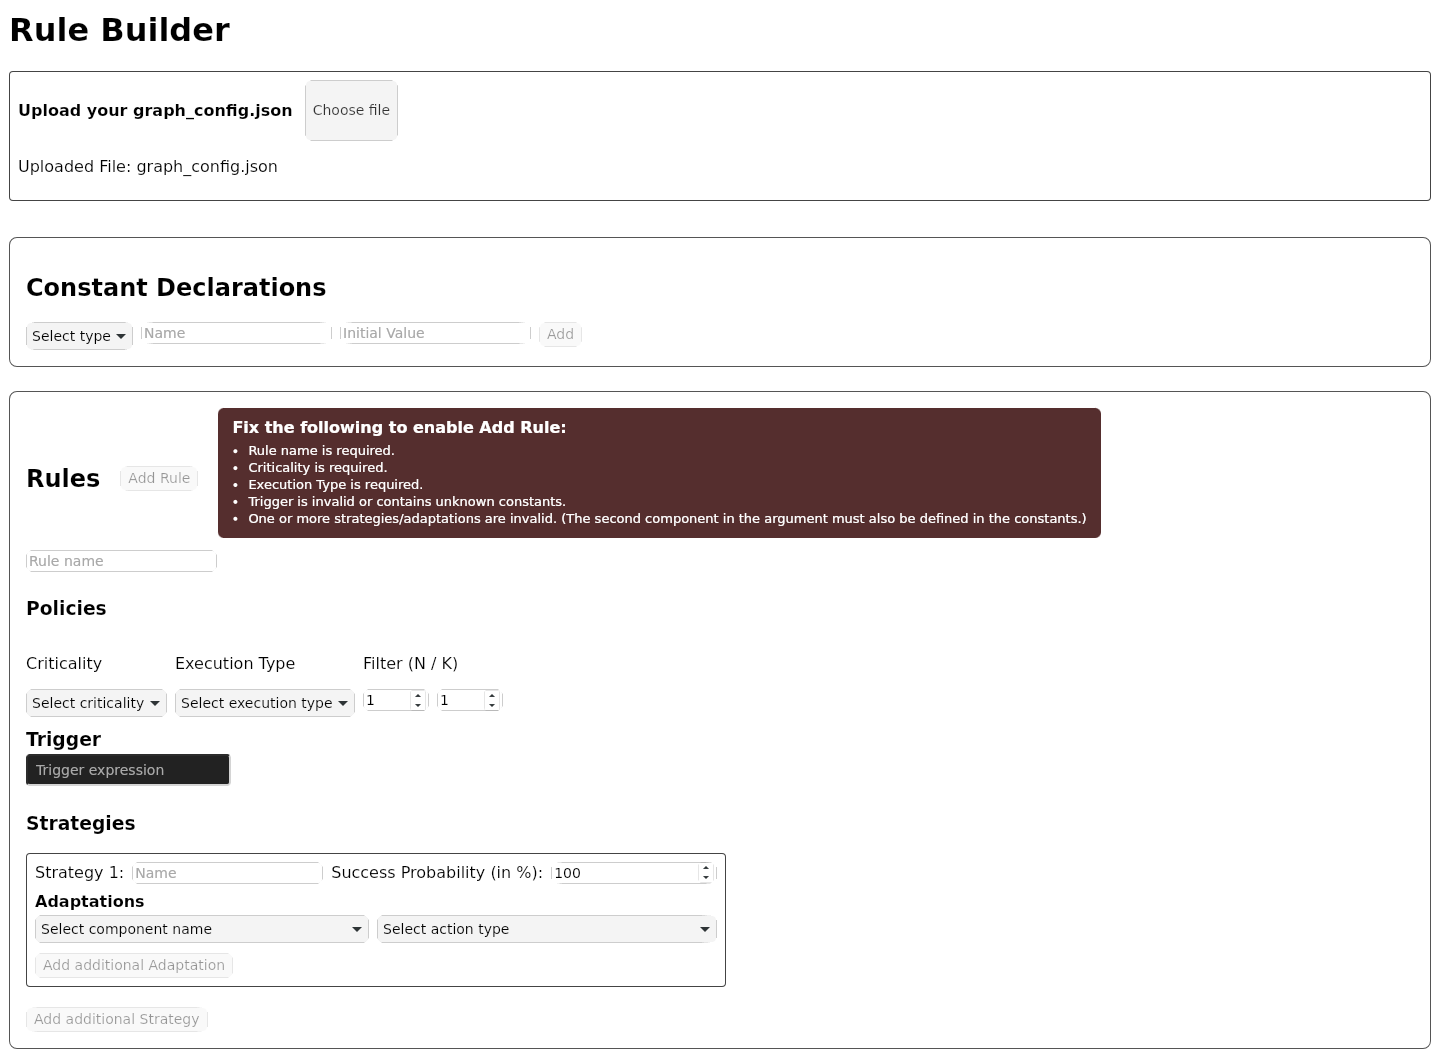 Rule Builder
Upload your graph_config.json Choose file
Uploaded File: graph_config.json
Constant Declarations
Select type Name Initial Value Add
Rules Add Rule
Fix the following to enable Add Rule:
• Rule name is required.
• Criticality is required.
• Execution Type is required.
• Trigger is invalid or contains unknown constants.
• One or more strategies/adaptations are invalid. (The second component in the argument must also be defined in the constants.)
Rule name
Policies
Criticality Execution Type Filter (N / K)
Select criticality Select execution type 1 1
Trigger
Trigger expression
Strategies
Strategy 1: Name Success Probability (in %): 100
Adaptations
Select component name Select action type
Add additional Adaptation
Add additional Strategy